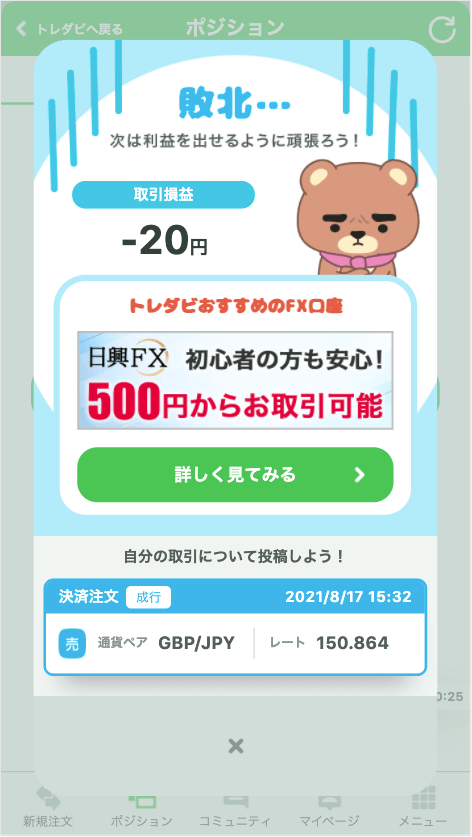 トレダビへ戻る
ポジション
敗北…
次は利益を出せるように頑張ろう！
取引損益
-20円
トレダビおすすめのFX口座
日興FX 初心者の方も安心！
500円からお取引可能
詳しく見てみる
自分の取引について投稿しよう！
決済注文 成行 2021/8/17 15:32
売 通貨ペア GBP/JPY レート 150.864
0:25
×
新規注文 ポジション コミュニティ マイページ メニュー